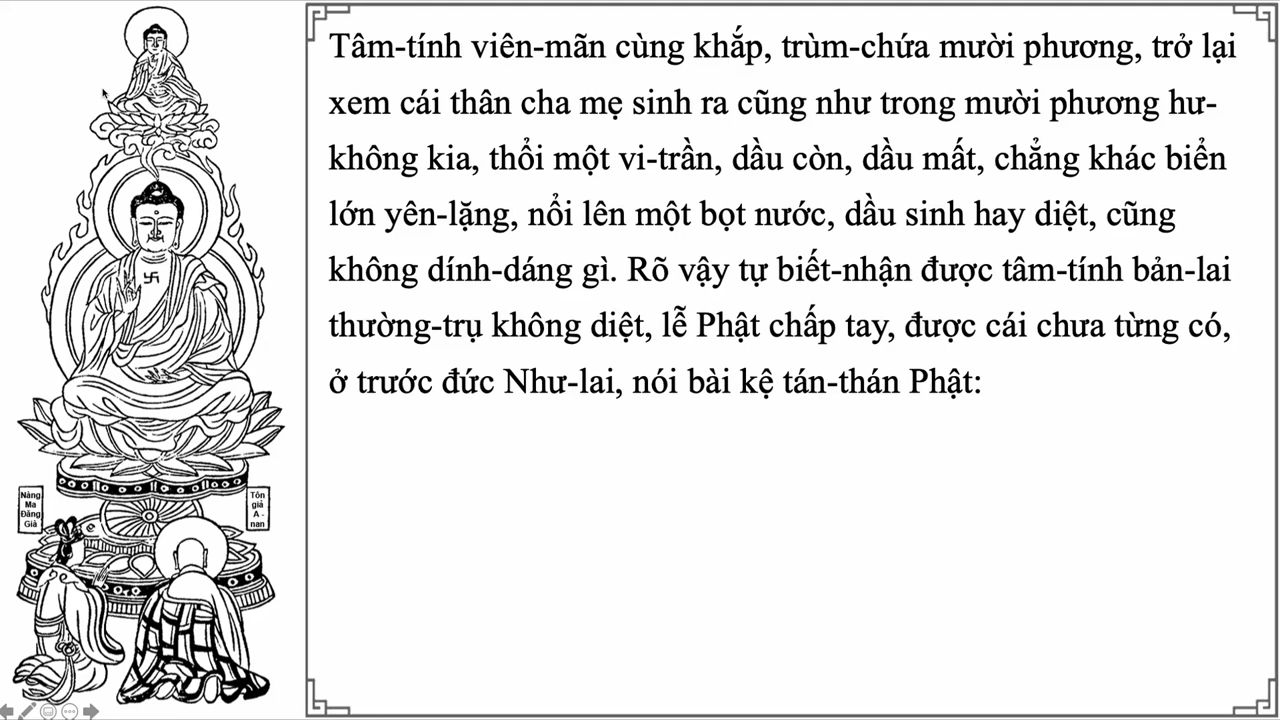 Tâm-tính viên-mãn cùng khắp, trùm-chứa mười phương, trở lại
xem cái thân cha mẹ sinh ra cũng như trong mười phương hư-
không kia, thổi một vi-trần, dầu còn, dầu mất, chẳng khác biển
lớn yên-lặng, nổi lên một bọt nước, dầu sinh hay diệt, cũng
không dính-dáng gì. Rõ vậy tự biết-nhận được tâm-tính bản-lai
thường-trụ không diệt, lễ Phật chấp tay, được cái chưa từng có,
ở trước đức Như-lai, nói bài kệ tán-thán Phật:
Nàng
Ma
Đăng
Già
Tôn
giả
A -
nan